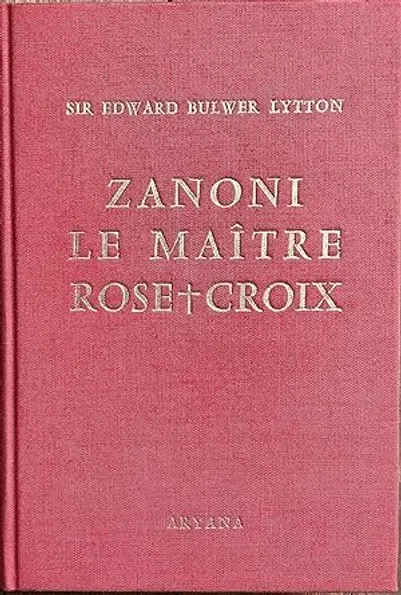 SIR EDWARD BULWER LYTTON
ZANONI
LE MAÎTRE
ROSE†CROIX
ARYANA